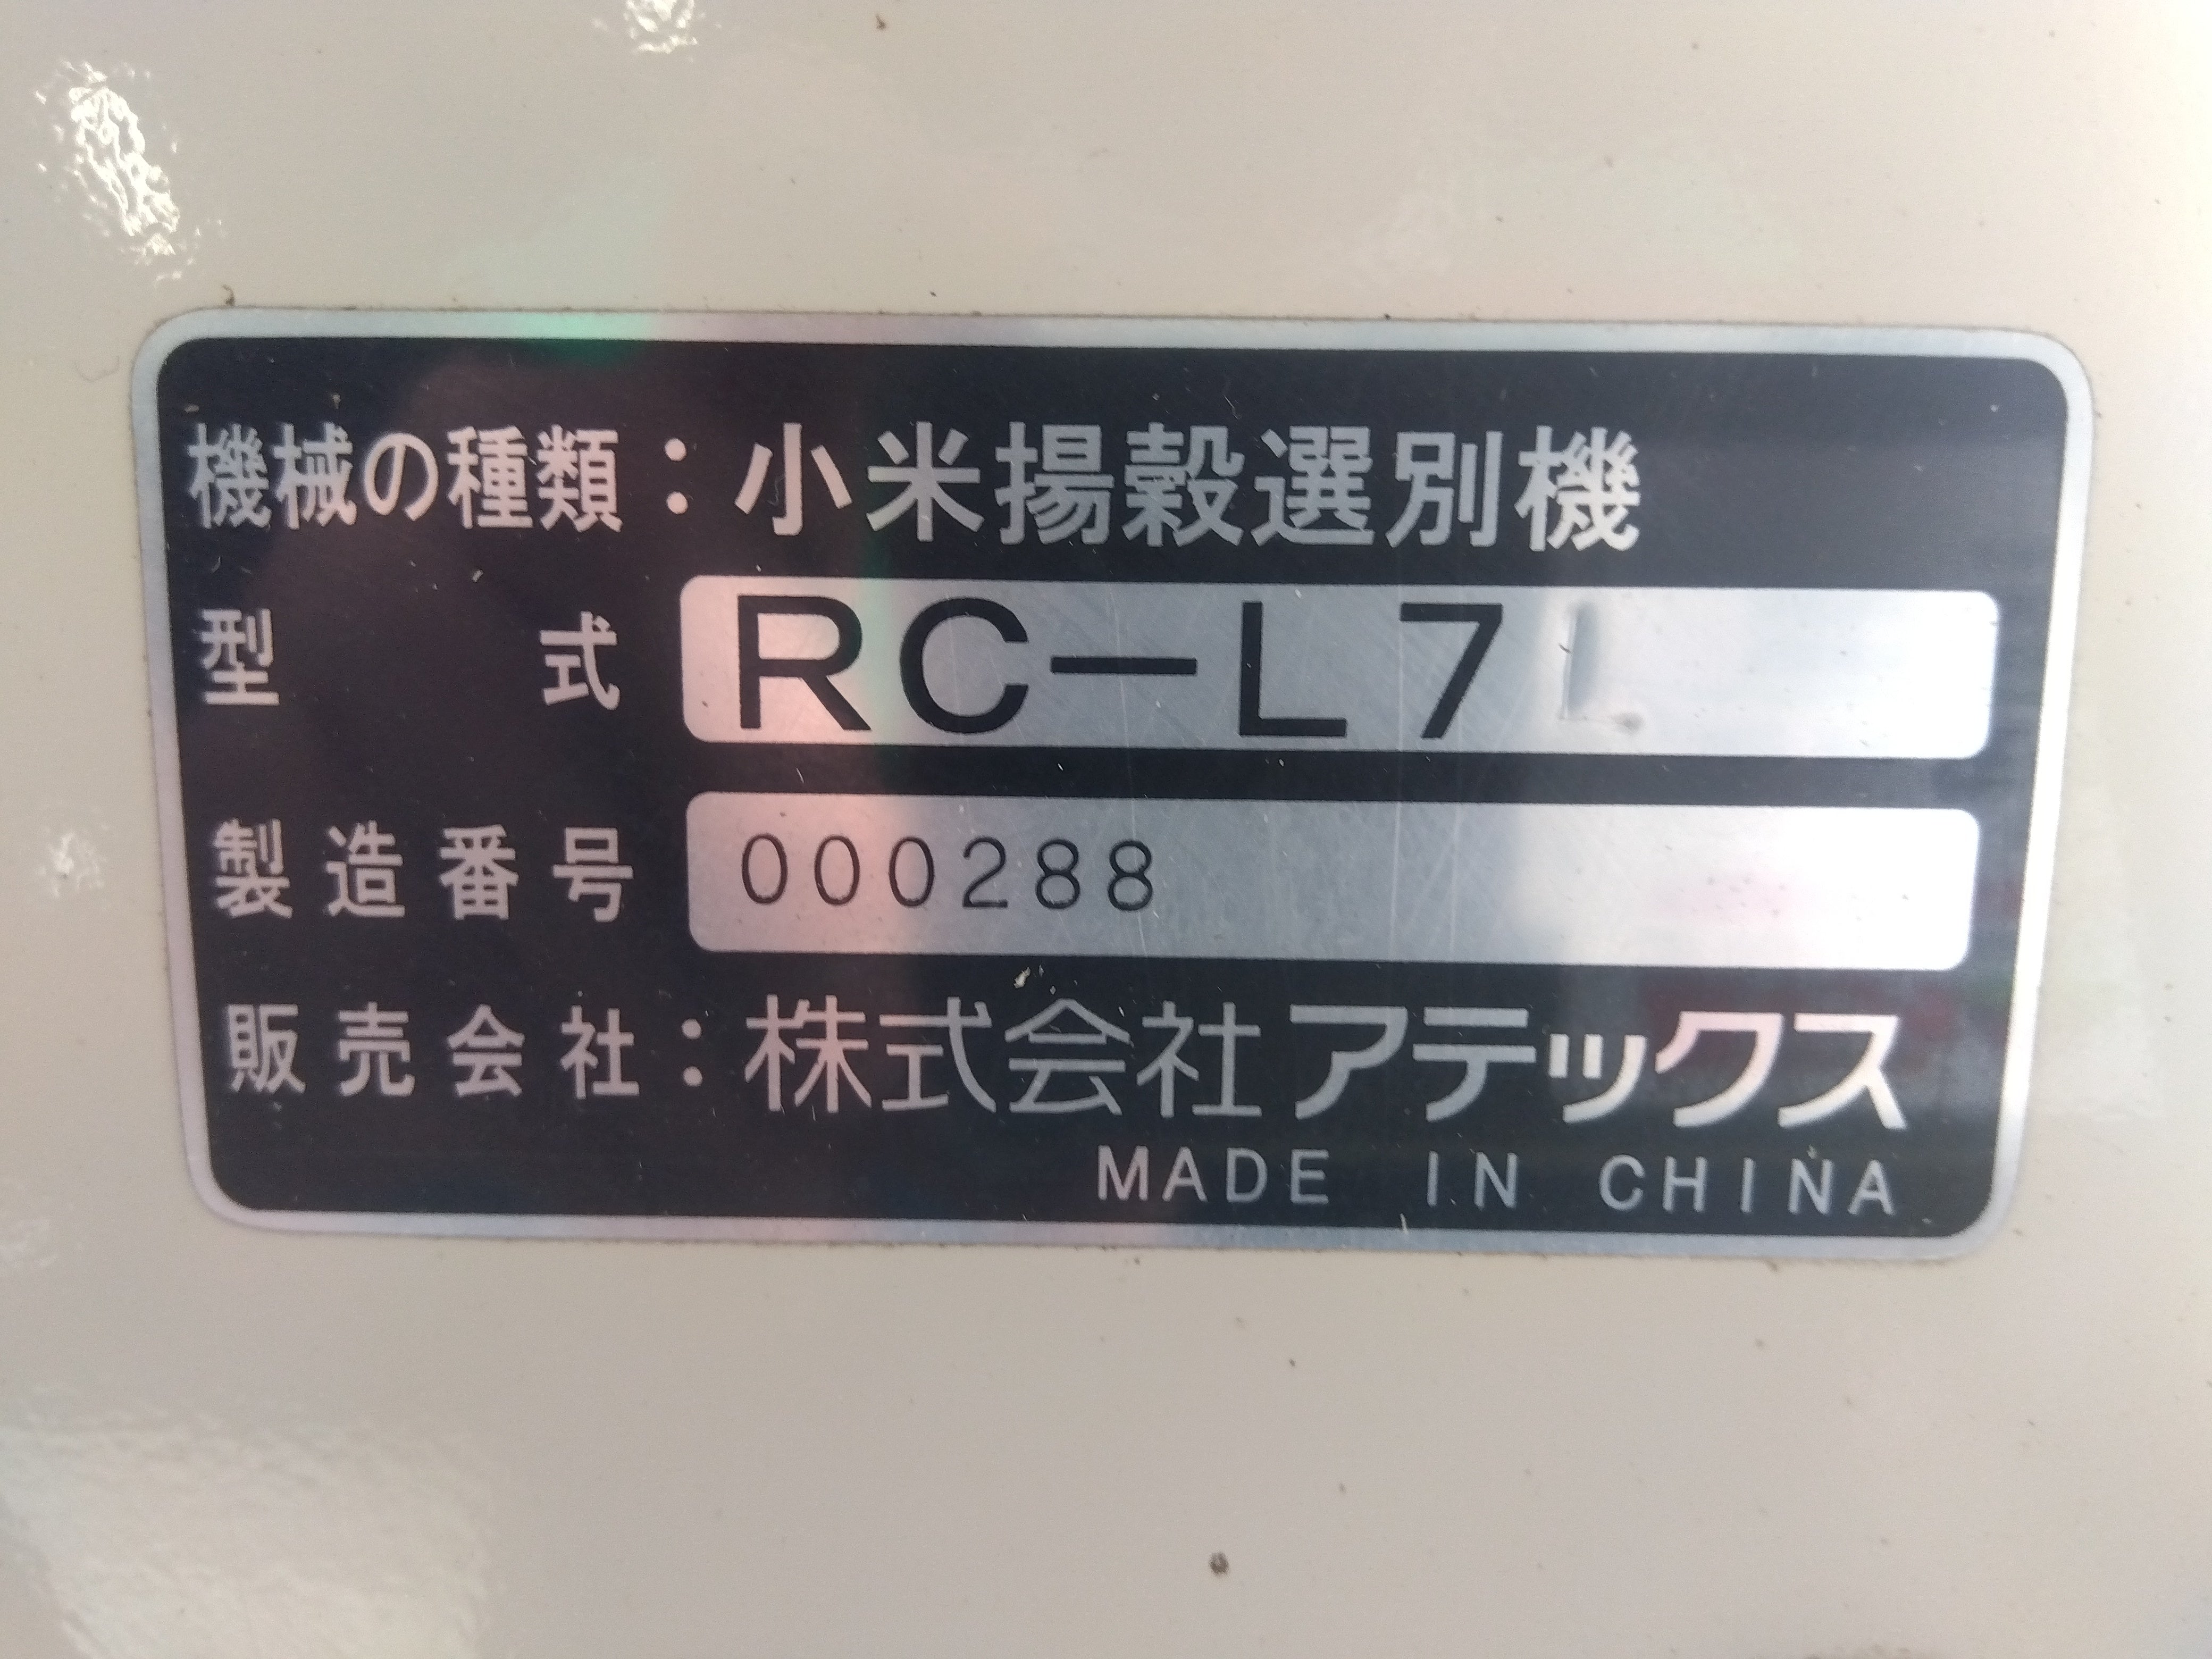 機械の種類：小米揚穀選別機
型式 RC-L7L
製造番号 000288
販売会社：株式会社アテックス
MADE IN CHINA